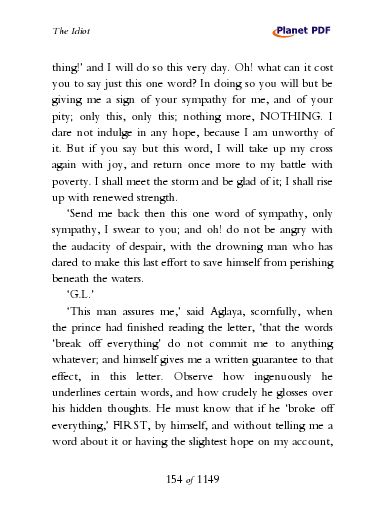 The Idiot
Planet PDF
thing!’ and I will do so this very day. Oh! what can it cost
you to say just this one word? In doing so you will but be
giving me a sign of your sympathy for me, and of your
pity; only this, only this; nothing more, NOTHING. I
dare not indulge in any hope, because I am unworthy of
it. But if you say but this word, I will take up my cross
again with joy, and return once more to my battle with
poverty. I shall meet the storm and be glad of it; I shall rise
up with renewed strength.
‘Send me back then this one word of sympathy, only
sympathy, I swear to you; and oh! do not be angry with
the audacity of despair, with the drowning man who has
dared to make this last effort to save himself from perishing
beneath the waters.
‘G.L.’
‘This man assures me,’ said Aglaya, scornfully, when
the prince had finished reading the letter, ‘that the words
‘break off everything’ do not commit me to anything
whatever; and himself gives me a written guarantee to that
effect, in this letter. Observe how ingenuously he
underlines certain words, and how crudely he glosses over
his hidden thoughts. He must know that if he ‘broke off
everything,’ FIRST, by himself, and without telling me a
word about it or having the slightest hope on my account,
154 of 1149